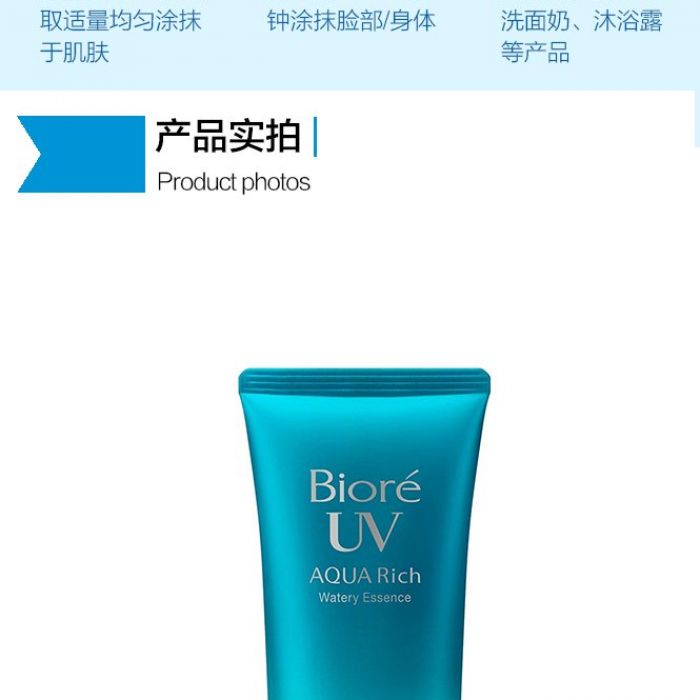 取适量均匀涂抹
于肌肤
钟涂抹脸部/身体
洗面奶、沐浴露
等产品
产品实拍
Product photos
Bioré
UV
AQUA Rich
Watery Essence